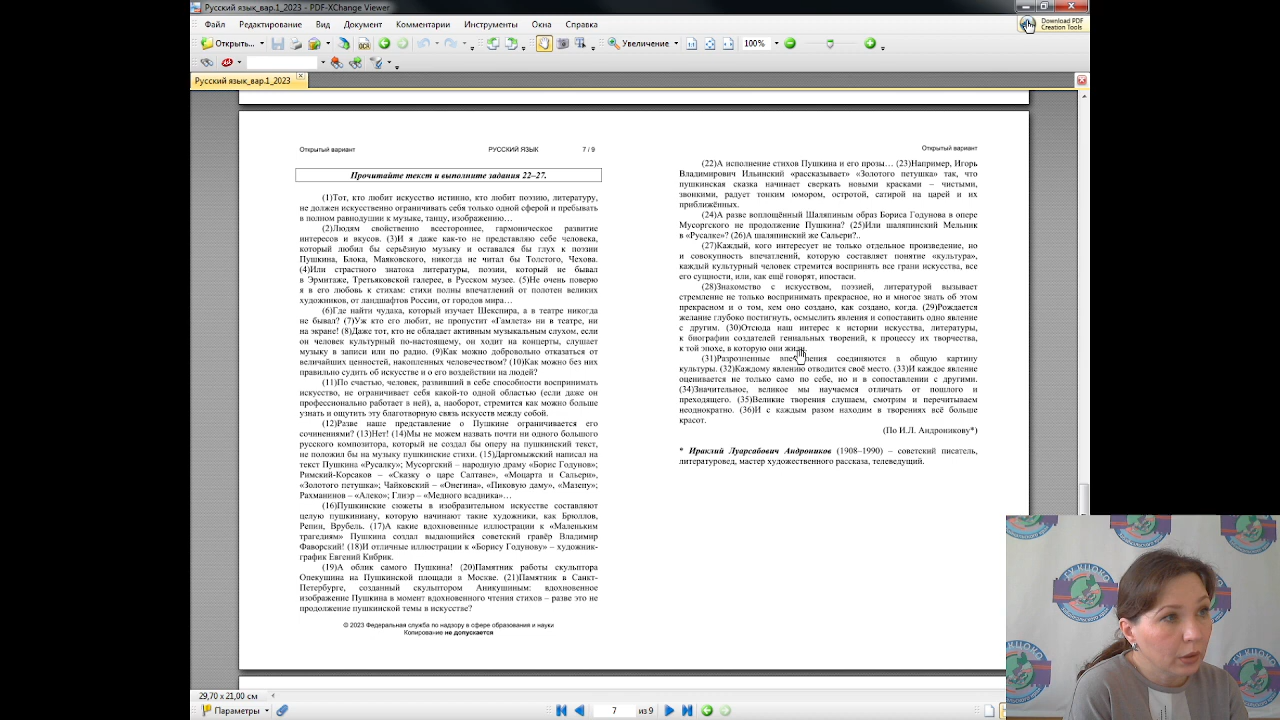 Русский язык_вар.1_2023 - PDF-XChange Viewer
Файл Редактирование Вид Документ Комментарии Инструменты Окна Справка
Download PDF
Creation Tools
Открыть...
OCR
Увеличение
100%
Русский язык_вар.1_2023
Открытый вариант РУССКИЙ ЯЗЫК 7 / 9
Прочитайте текст и выполните задания 22–27.
(1)Тот, кто любит искусство истинно, кто любит поэзию, литературу,
не должен искусственно ограничивать себя только одной сферой и пребывать
в полном равнодушии к музыке, танцу, изображению…
(2)Людям свойственно всестороннее, гармоническое развитие
интересов и вкусов. (3)И я даже как-то не представляю себе человека,
который любил бы серьёзную музыку и оставался бы глух к поэзии
Пушкина, Блока, Маяковского, никогда не читал бы Толстого, Чехова.
(4)Или страстного знатока литературы, поэзии, который не бывал
в Эрмитаже, Третьяковской галерее, в Русском музее. (5)Не очень поверю
я в его любовь к стихам: стихи полны впечатлений от полотен великих
художников, от ландшафтов России, от городов мира…
(6)Где найти чудака, который изучает Шекспира, а в театре никогда
не бывал? (7)Уж кто его любит, не пропустит «Гамлета» ни в театре, ни
на экране! (8)Даже тот, кто не обладает активным музыкальным слухом, если
он человек культурный по-настоящему, он ходит на концерты, слушает
музыку в записи или по радио. (9)Как можно добровольно отказаться от
величайших ценностей, накопленных человечеством? (10)Как можно без них
правильно судить об искусстве и о его воздействии на людей?
(11)По счастью, человек, развивший в себе способности воспринимать
искусство, не ограничивает себя какой-то одной областью (если даже он
профессионально работает в ней), а, наоборот, стремится как можно больше
узнать и ощутить эту благотворную связь искусств между собой.
(12)Разве наше представление о Пушкине ограничивается его
сочинениями? (13)Нет! (14)Мы не можем назвать почти ни одного большого
русского композитора, который не создал бы оперу на пушкинский текст,
не положил бы на музыку пушкинские стихи. (15)Даргомыжский написал на
текст Пушкина «Русалку»; Мусоргский – народную драму «Борис Годунов»;
Римский-Корсаков – «Сказку о царе Салтане», «Моцарта и Сальери»,
«Золотого петушка»; Чайковский – «Онегина», «Пиковую даму», «Мазепу»;
Рахманинов – «Алеко»; Глиэр – «Медного всадника»…
(16)Пушкинские сюжеты в изобразительном искусстве составляют
целую пушкиниану, которую начинают такие художники, как Брюллов,
Репин, Врубель. (17)А какие вдохновенные иллюстрации к «Маленьким
трагедиям» Пушкина создал выдающийся советский гравёр Владимир
Фаворский! (18)И отличные иллюстрации к «Борису Годунову» – художник-
график Евгений Кибрик.
(19)А облик самого Пушкина! (20)Памятник работы скульптора
Опекушина на Пушкинской площади в Москве. (21)Памятник в Санкт-
Петербурге, созданный скульптором Аникушиным: вдохновенное
изображение Пушкина в момент вдохновенного чтения стихов – разве это не
продолжение пушкинской темы в искусстве?
© 2023 Федеральная служба по надзору в сфере образования и науки
Копирование не допускается
Открытый вариант
(22)А исполнение стихов Пушкина и его прозы… (23)Например, Игорь
Владимирович Ильинский «рассказывает» «Золотого петушка» так, что
пушкинская сказка начинает сверкать новыми красками – чистыми,
звонкими, радует тонким юмором, остротой, сатирой на царей и их
приближённых.
(24)А разве воплощённый Шаляпиным образ Бориса Годунова в опере
Мусоргского не продолжение Пушкина? (25)Или шаляпинский Мельник
в «Русалке»? (26)А шаляпинский же Сальери?..
(27)Каждый, кого интересует не только отдельное произведение, но
и совокупность впечатлений, которую составляет понятие «культура»,
каждый культурный человек стремится воспринять все грани искусства, все
его сущности, или, как ещё говорят, ипостаси.
(28)Знакомство с искусством, поэзией, литературой вызывает
стремление не только воспринимать прекрасное, но и многое знать об этом
прекрасном и о том, кем оно создано, как создано, когда. (29)Рождается
желание глубоко постигнуть, осмыслить явления и сопоставить одно явление
с другим. (30)Отсюда наш интерес к истории искусства, литературы,
к биографии создателей гениальных творений, к процессу их творчества,
к той эпохе, в которую они жили.
(31)Разрозненные впечатления соединяются в общую картину
культуры. (32)Каждому явлению отводится своё место. (33)И каждое явление
оценивается не только само по себе, но и в сопоставлении с другими.
(34)Значительное, великое мы научаемся отличать от пошлого и
преходящего. (35)Великие творения слушаем, смотрим и перечитываем
неоднократно. (36)И с каждым разом находим в творениях всё больше
красот.
(По И.Л. Андроникову*)
* Ираклий Луарсабович Андроников (1908–1990) – советский писатель,
литературовед, мастер художественного рассказа, телеведущий.
29,70 x 21,00 см
Параметры
7 из 9